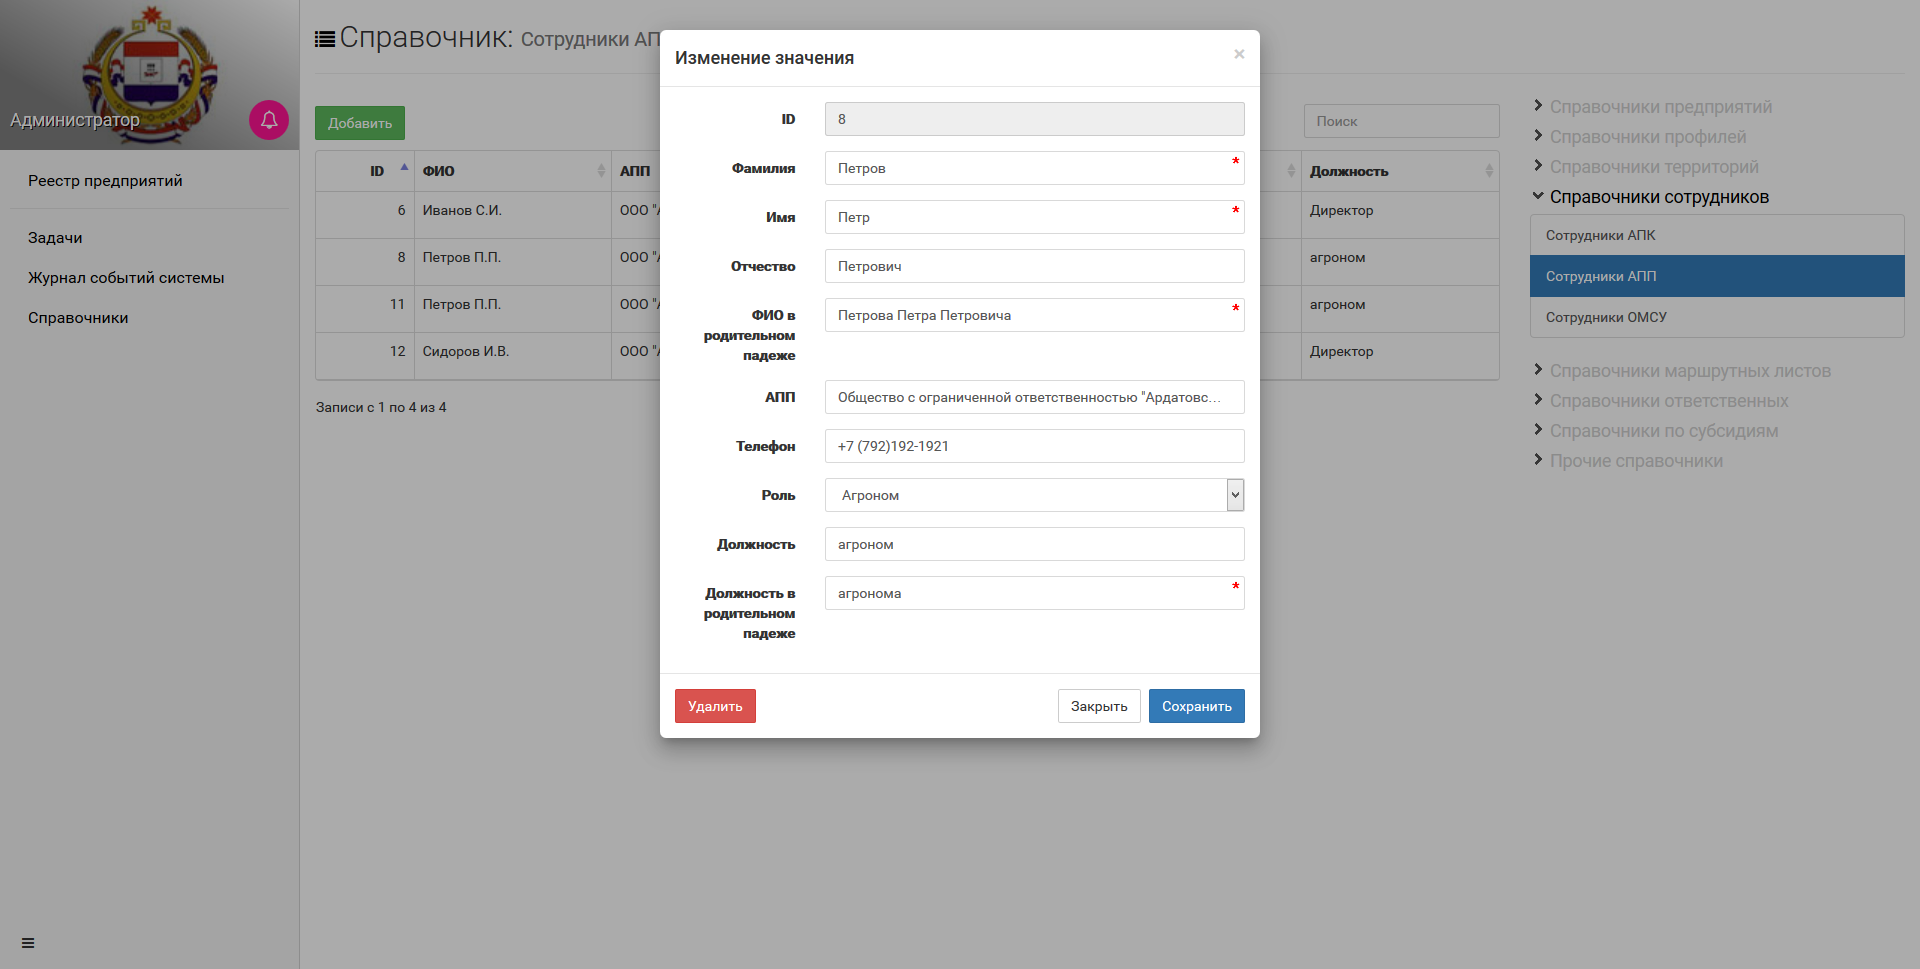 Администратор
Реестр предприятий
Задачи
Журнал событий системы
Справочники
Справочник: Сотрудники АП
Добавить
Поиск
ID ФИО АПП Должность
6 Иванов С.И. ООО "А Директор
8 Петров П.П. ООО "А агроном
11 Петров П.П. ООО "А агроном
12 Сидоров И.В. ООО "А Директор
Записи с 1 по 4 из 4
Изменение значения
×
ID 8
Фамилия Петров *
Имя Петр *
Отчество Петрович
ФИО в
родительном
падеже
Петрова Петра Петровича *
АПП Общество с ограниченной ответственностью "Ардатовс...
Телефон +7 (792)192-1921
Роль Агроном
Должность агроном
Должность в
родительном
падеже
агронома *
Удалить Закрыть Сохранить
Справочники предприятий
Справочники профилей
Справочники территорий
Справочники сотрудников
Сотрудники АПК
Сотрудники АПП
Сотрудники ОМСУ
Справочники маршрутных листов
Справочники ответственных
Справочники по субсидиям
Прочие справочники